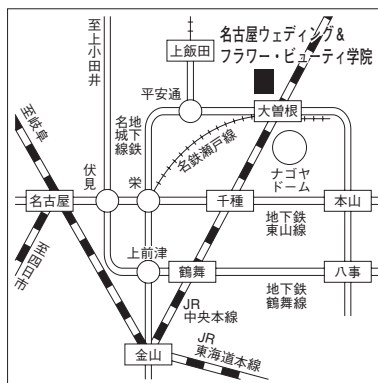 名古屋ウェディング&
フラワー・ビューティ学院
至上小田井
上飯田
平安通
大曽根
地下鉄
名城線
名鉄瀬戸線
至岐阜
伏見
栄
ナゴヤ
ドーム
名古屋
千種
本山
地下鉄
東山線
至四日市
上前津
鶴舞
八事
地下鉄
鶴舞線
JR
中央本線
金山
JR
東海道本線